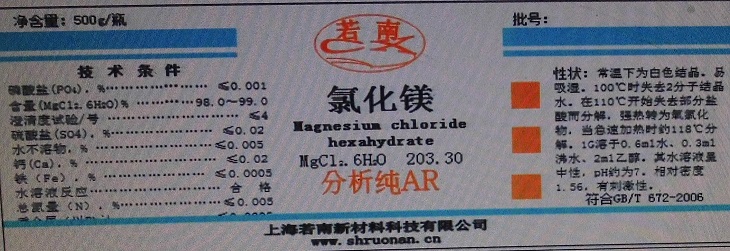 净含量：500g/瓶
若南
批号：
技术条件
磷酸盐(PO₄)．%┄┄┄┄≤0.001
含量(MgCl₂.6H₂O)%┄┄98.0～99.0
澄清度试验/号┄┄┄┄≤4
硫酸盐(SO4)．%┄┄┄┄≤0.02
水不溶物．%┄┄┄┄≤0.005
钙(Ca)．%┄┄┄┄≤0.02
铁（Fe）．%┄┄┄┄≤0.0005
水溶液反应┄┄┄┄合 格
总氮量（N）．%┄┄┄┄≤0.005
氯化镁
Magnesium chloride
hexahydrate
MgCl₂. 6H₂O 203.30
分析纯AR
性状：常温下为白色结晶。易
吸湿。100℃时失去2分子结晶
水。在110℃开始失去部分盐
酸而分解，强热转为氧氯化
物，当急速加热时约118℃分
解。1G溶于0.6ml水、0.3ml
沸水、2ml乙醇。其水溶液呈
中性，pH约为7。相对密度
1.56，有刺激性。
符合GB/T 672-2006
上海若南新材料科技有限公司
www.shruonan.cn